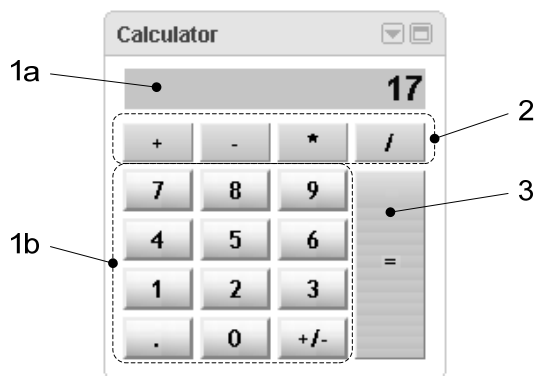 Calculator
1a
17
2
+ - * /
7 8 9
3
4 5 6
=
1b
1 2 3
. 0 +/-